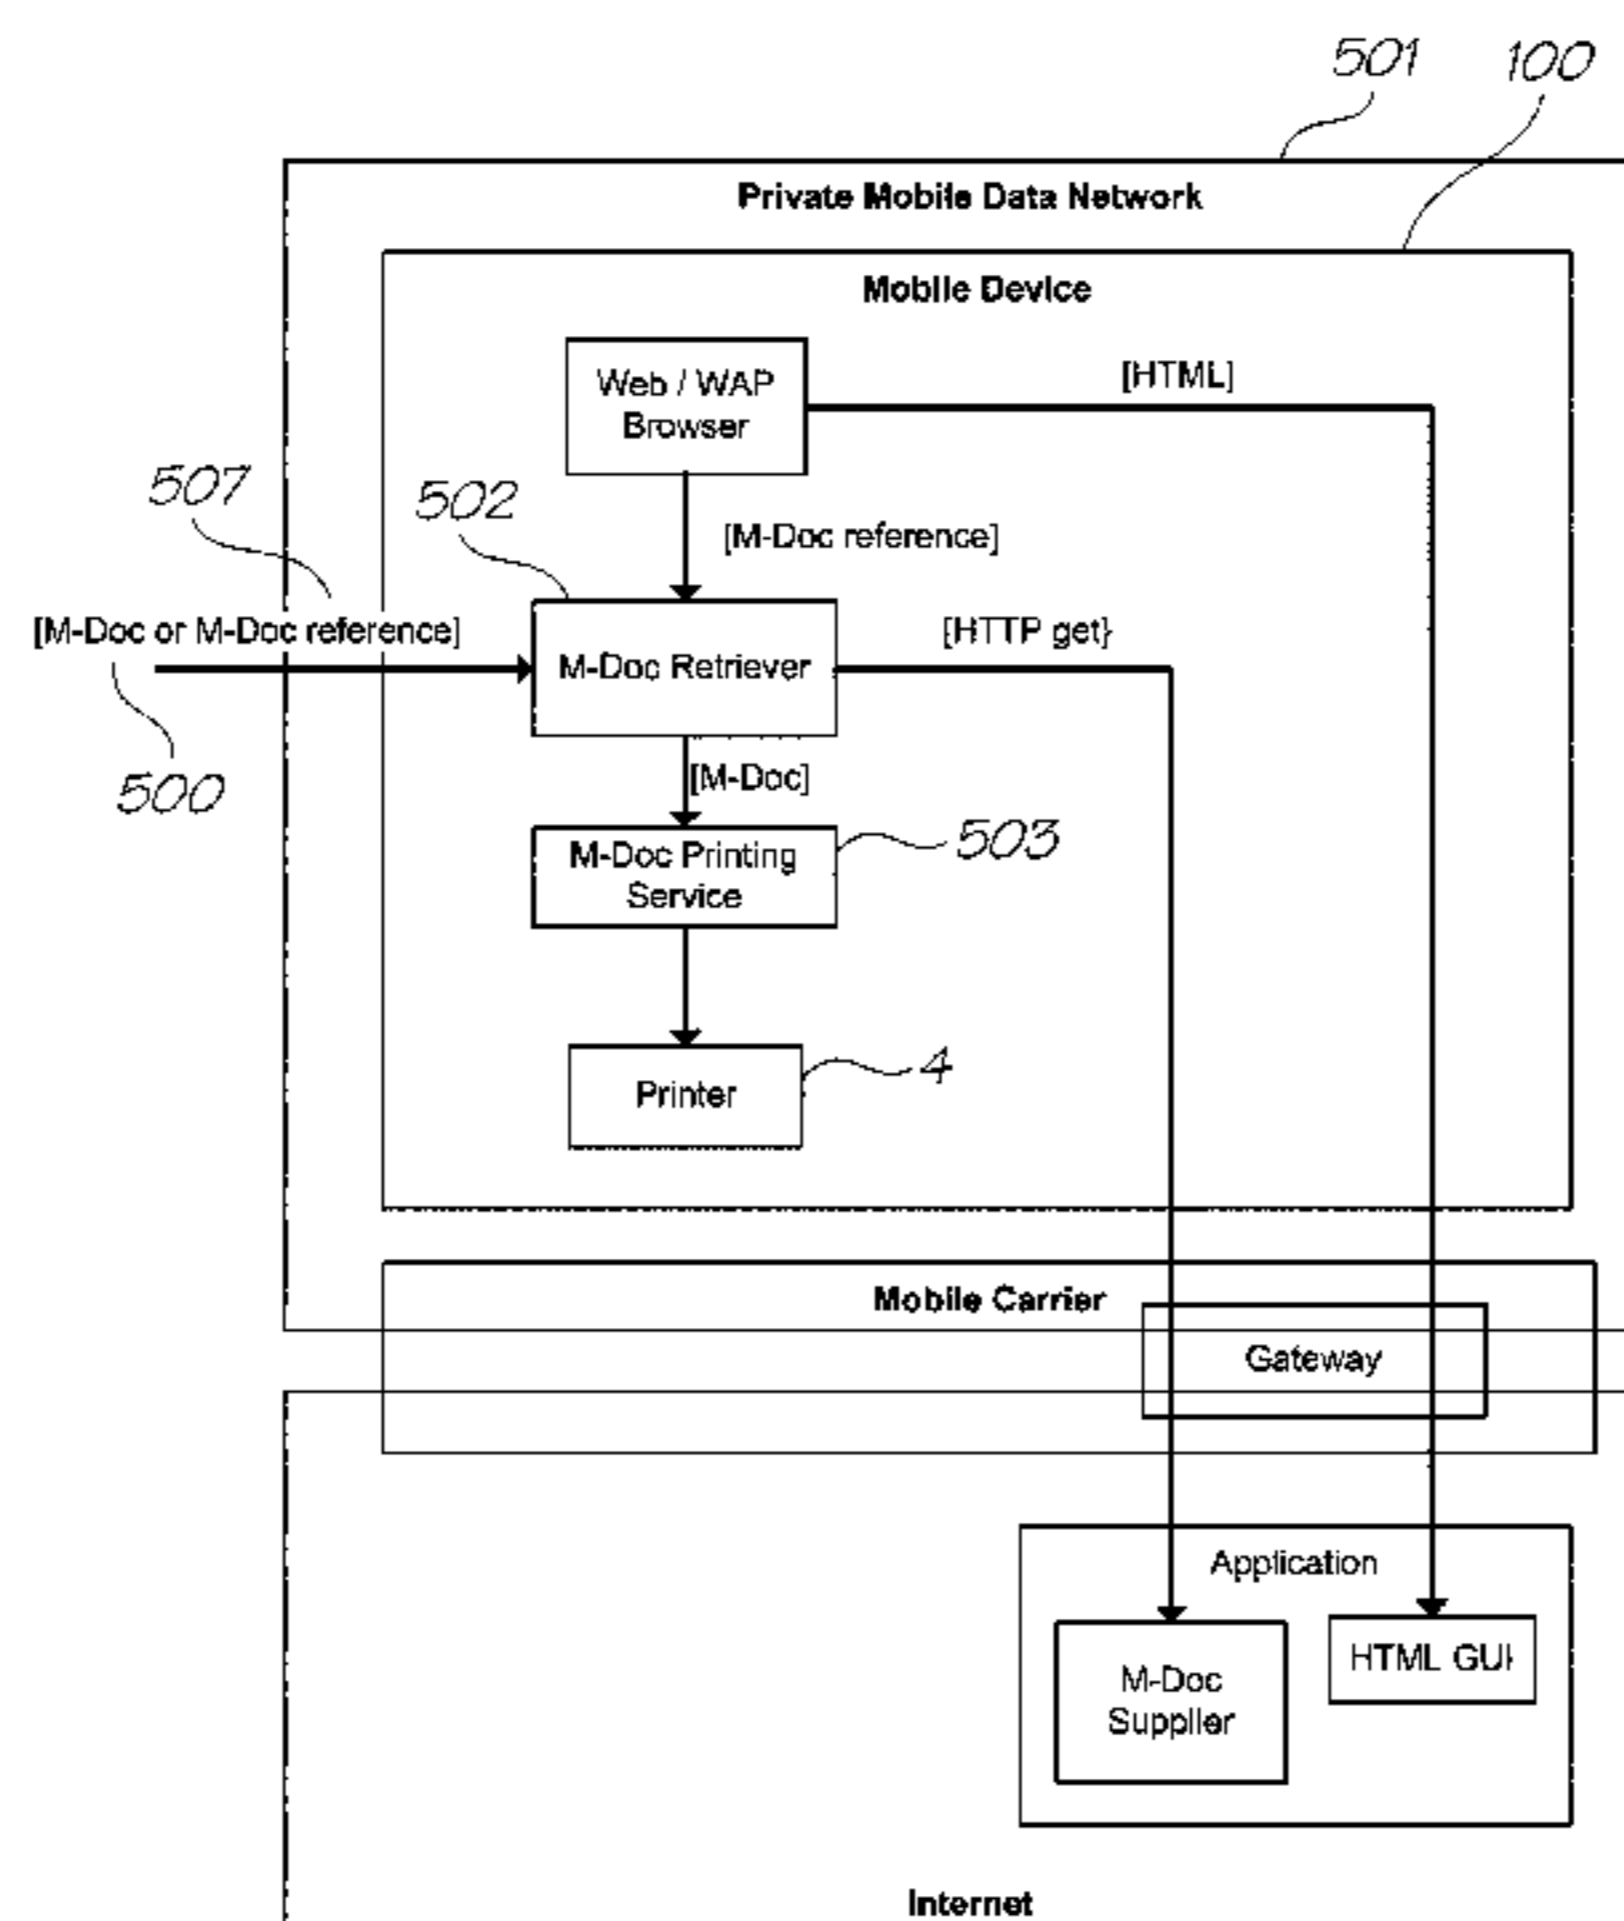 501 100
Private Mobile Data Network
Mobile Device
Web / WAP
Browser
[HTML]
507
502
[M-Doc reference]
[M-Doc or M-Doc reference]
M-Doc Retriever
[HTTP get}
500
[M-Doc]
M-Doc Printing
Service
503
Printer
4
Mobile Carrier
Gateway
Application
M-Doc
Supplier
HTML GUI
Internet